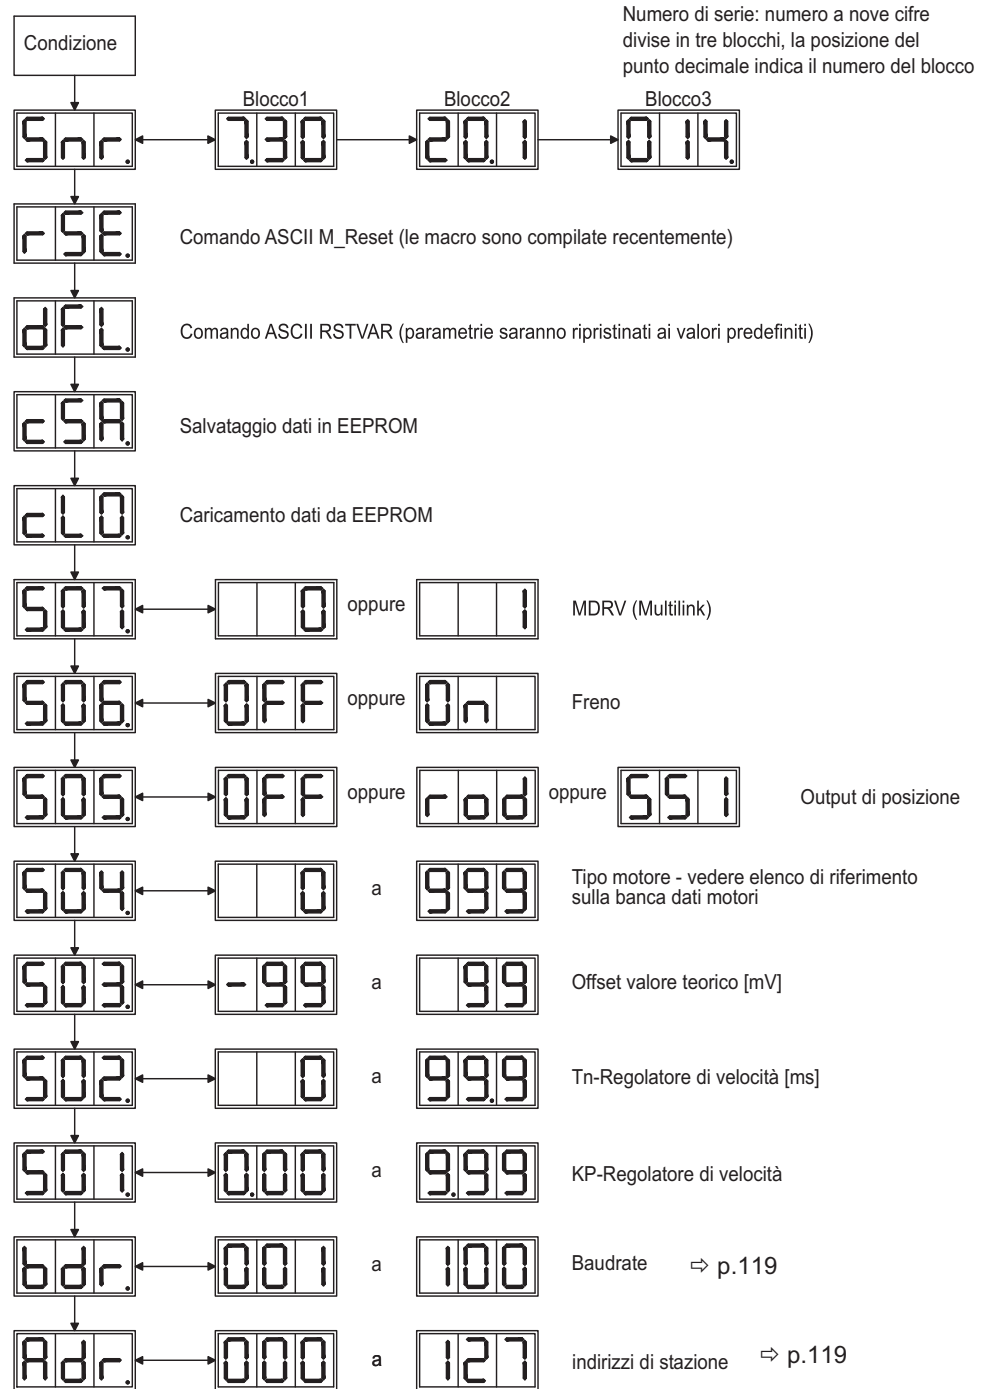 Numero di serie: numero a nove cifre
divise in tre blocchi, la posizione del
punto decimale indica il numero del blocco
Condizione
Blocco1 Blocco2 Blocco3
Snr. 7.30 20.1 014.
rSE. Comando ASCII M_Reset (le macro sono compilate recentemente)
dFL. Comando ASCII RSTVAR (parametrie saranno ripristinati ai valori predefiniti)
cSA. Salvataggio dati in EEPROM
cLO. Caricamento dati da EEPROM
S07. 0 oppure 1 MDRV (Multilink)
S06. OFF oppure On Freno
S05. OFF oppure rod oppure SSI Output di posizione
S04. 0 a 999 Tipo motore - vedere elenco di riferimento
sulla banca dati motori
S03. -99 a 99 Offset valore teorico [mV]
S02. 0 a 99.9 Tn-Regolatore di velocità [ms]
S01. 0.00 a 9.99 KP-Regolatore di velocità
bdr. 001 a 100 Baudrate ⇨ p.119
Adr. 000 a 127 indirizzi di stazione ⇨ p.119